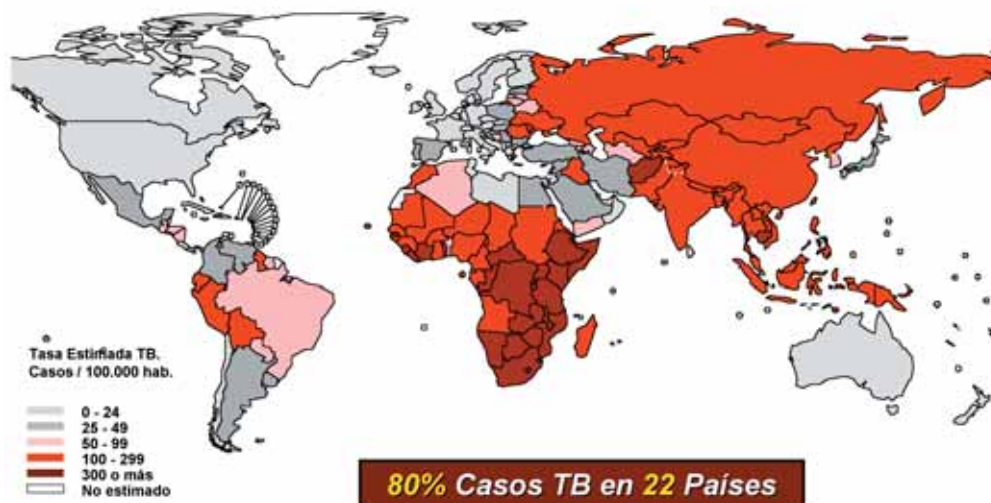 Tasa Estimada TB.
Casos / 100.000 hab.
0 - 24
25 - 49
50 - 99
100 - 299
300 o más
No estimado
80% Casos TB en 22 Países